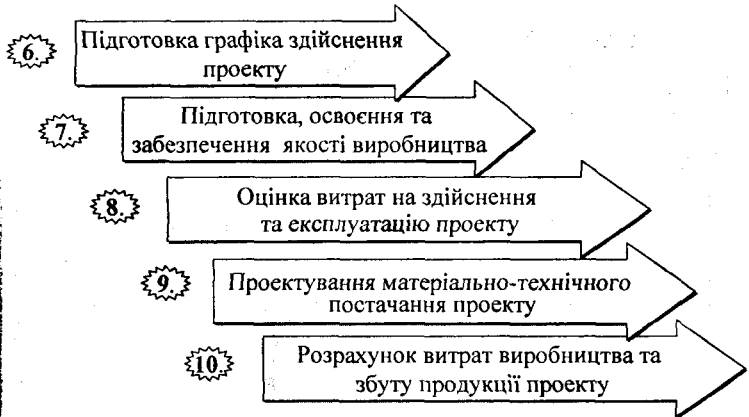 6. Підготовка графіка здійснення
проекту
7. Підготовка, освоєння та
забезпечення якості виробництва
8. Оцінка витрат на здійснення
та експлуатацію проекту
9. Проектування матеріально-технічного
постачання проекту
10. Розрахунок витрат виробництва та
збуту продукції проекту